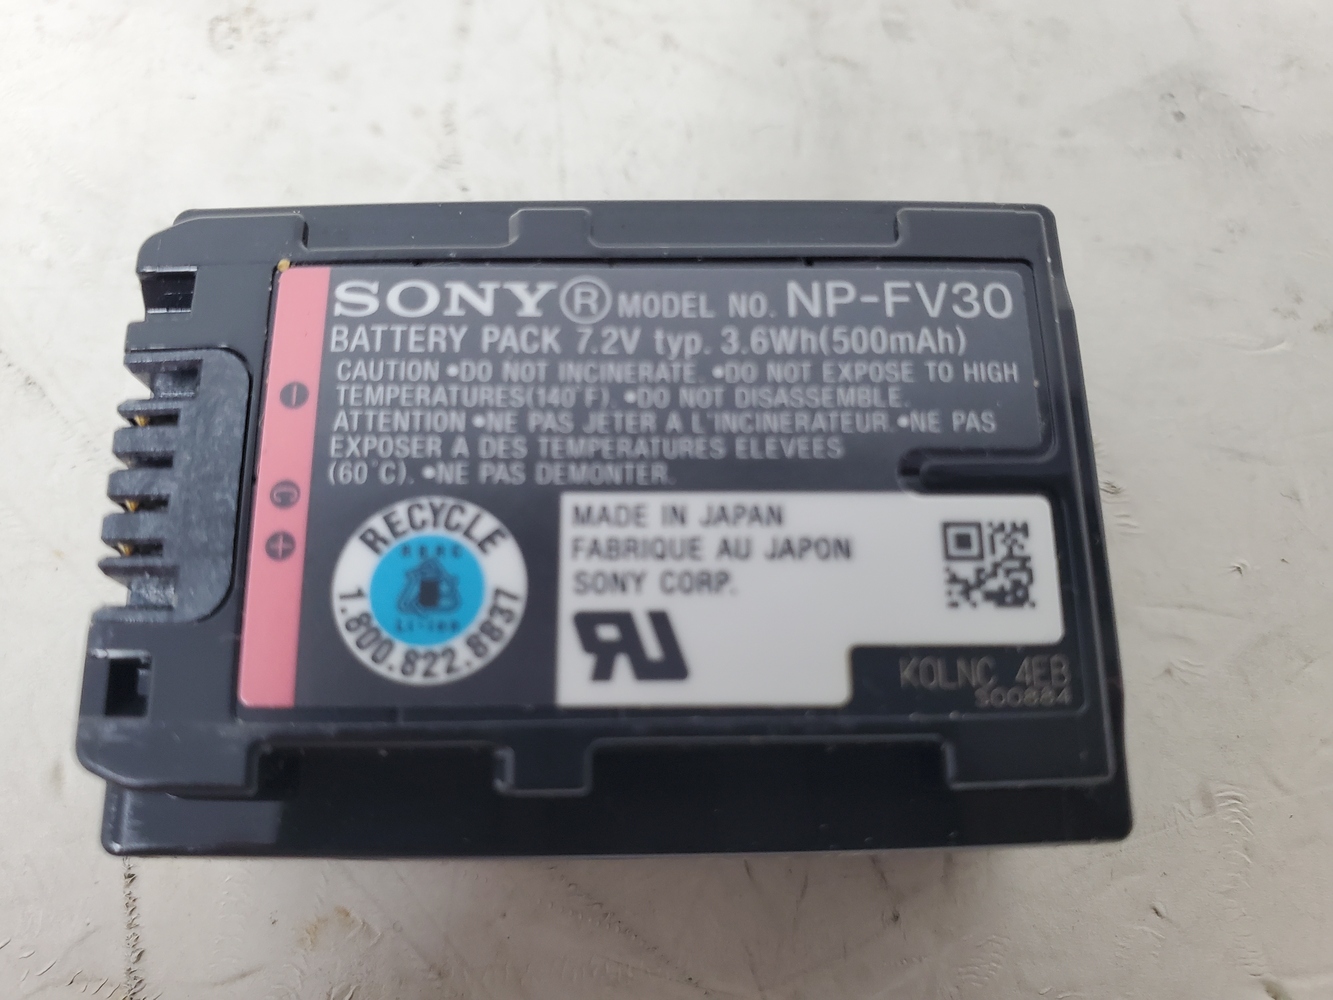 SONY® MODEL NO. NP-FV30
BATTERY PACK 7.2V typ. 3.6Wh(500mAh)
CAUTION •DO NOT INCINERATE. •DO NOT EXPOSE TO HIGH
TEMPERATURES(140°F). •DO NOT DISASSEMBLE.
ATTENTION •NE PAS JETER A L'INCINERATEUR.•NE PAS
EXPOSER A DES TEMPERATURES ELEVEES
(60°C). •NE PAS DEMONTER.
- C +
RECYCLE
RBRC
Li-ion
1.800.822.8837
MADE IN JAPAN
FABRIQUE AU JAPON
SONY CORP.
KOLNC 4EB
S00884